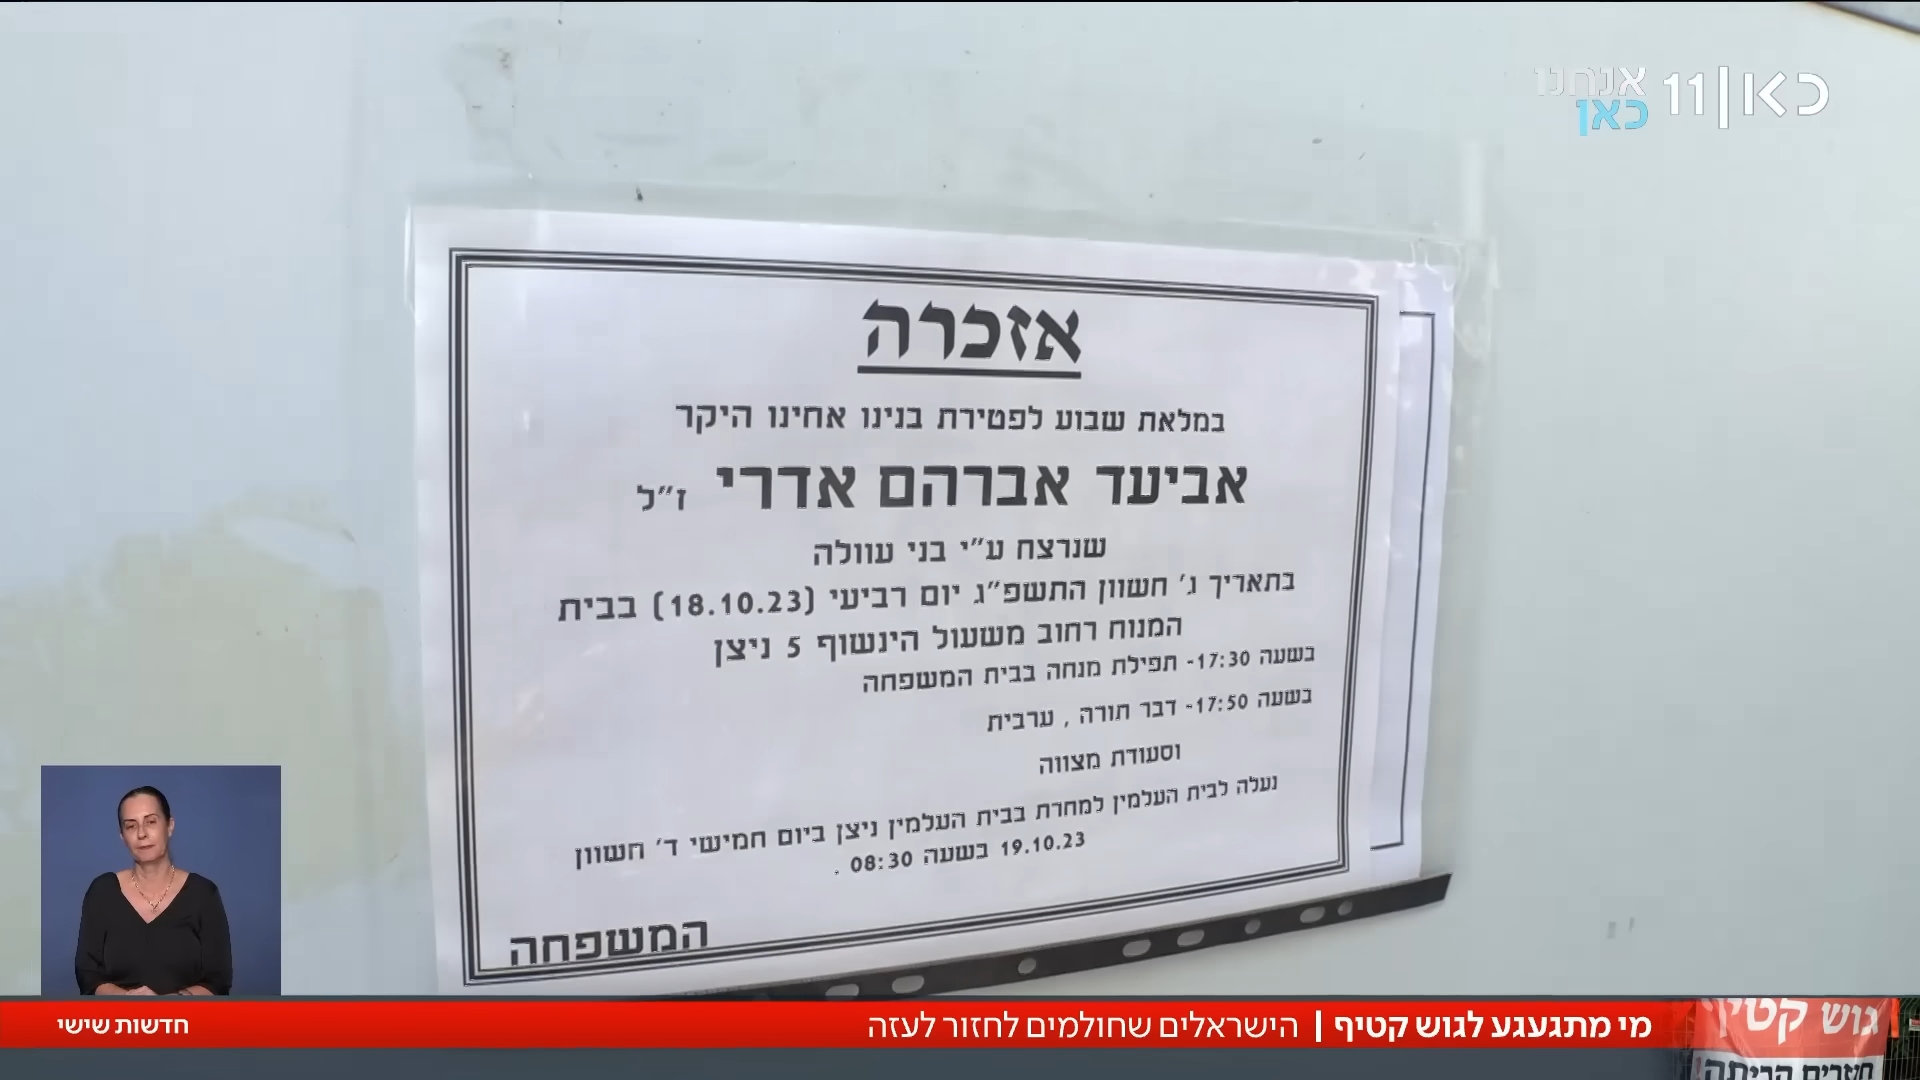 כאן 11
אנחנו
כאן
אזכרה
במלאת שבוע לפטירת בנינו אחינו היקר
אביעד אברהם אדרי ז"ל
שנרצח ע"י בני עוולה
בתאריך ג' חשוון התשפ"ג יום רביעי (18.10.23) בבית
המנוח רחוב משעול הינשוף 5 ניצן
בשעה 17:30- תפילת מנחה בבית המשפחה
בשעה 17:50- דבר תורה , ערבית
וסעודת מצווה
נעלה לבית העלמין למחרת בבית העלמין ניצן ביום חמישי ד' חשוון
19.10.23 בשעה 08:30 .
המשפחה
מי מתגעגע לגוש קטיף | הישראלים שחולמים לחזור לעזה
חדשות שישי
גוש קטיף
חוזרים הביתה!